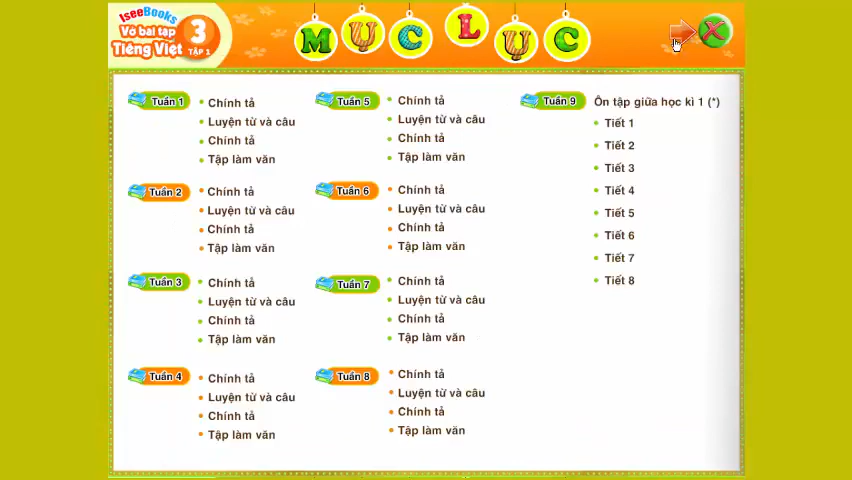 IseeBooks
Vở bài tập
Tiếng Việt
3
TẬP 1
MỤC LỤC
Tuần 1
Chính tả
Luyện từ và câu
Chính tả
Tập làm văn
Tuần 2
Chính tả
Luyện từ và câu
Chính tả
Tập làm văn
Tuần 3
Chính tả
Luyện từ và câu
Chính tả
Tập làm văn
Tuần 4
Chính tả
Luyện từ và câu
Chính tả
Tập làm văn
Tuần 5
Chính tả
Luyện từ và câu
Chính tả
Tập làm văn
Tuần 6
Chính tả
Luyện từ và câu
Chính tả
Tập làm văn
Tuần 7
Chính tả
Luyện từ và câu
Chính tả
Tập làm văn
Tuần 8
Chính tả
Luyện từ và câu
Chính tả
Tập làm văn
Tuần 9
Ôn tập giữa học kì 1 (*)
Tiết 1
Tiết 2
Tiết 3
Tiết 4
Tiết 5
Tiết 6
Tiết 7
Tiết 8